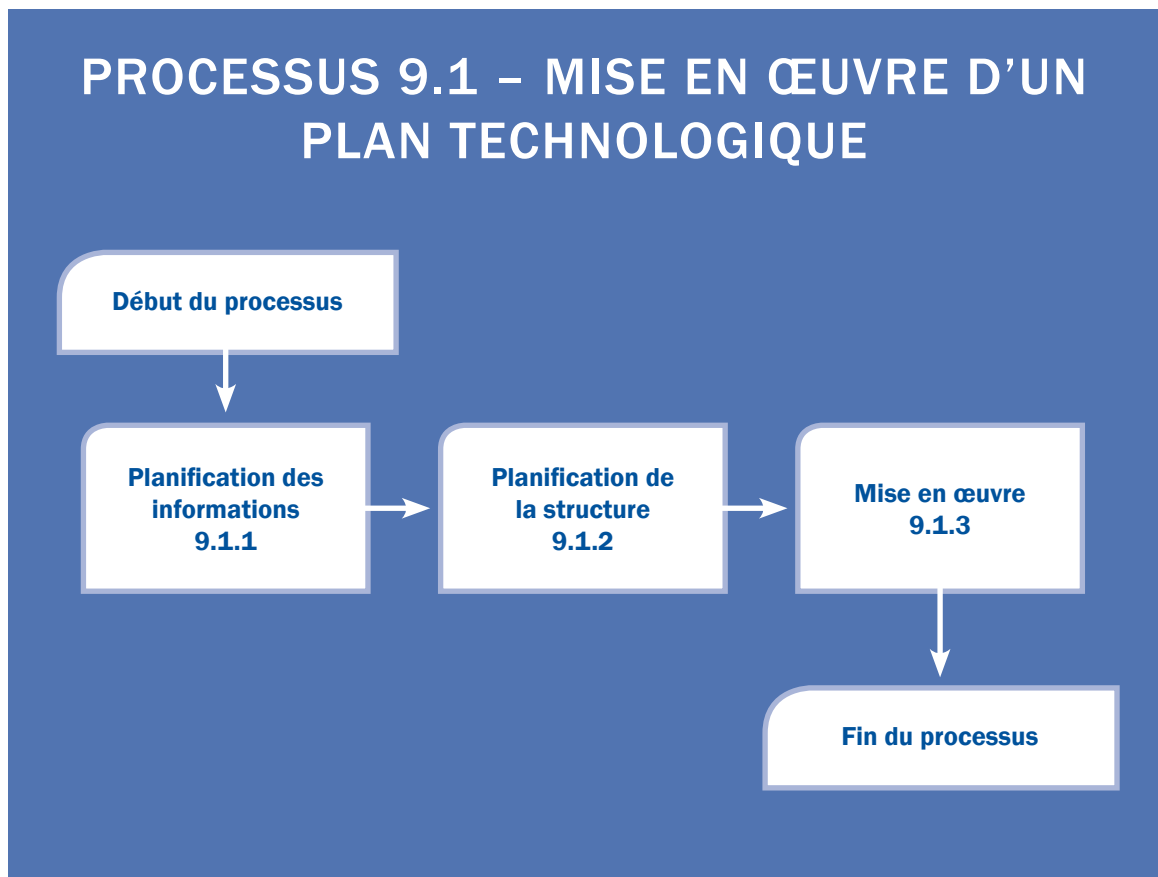 PROCESSUS 9.1 – MISE EN ŒUVRE D'UN
PLAN TECHNOLOGIQUE
Début du processus
Planification des
informations
9.1.1
Planification de
la structure
9.1.2
Mise en œuvre
9.1.3
Fin du processus